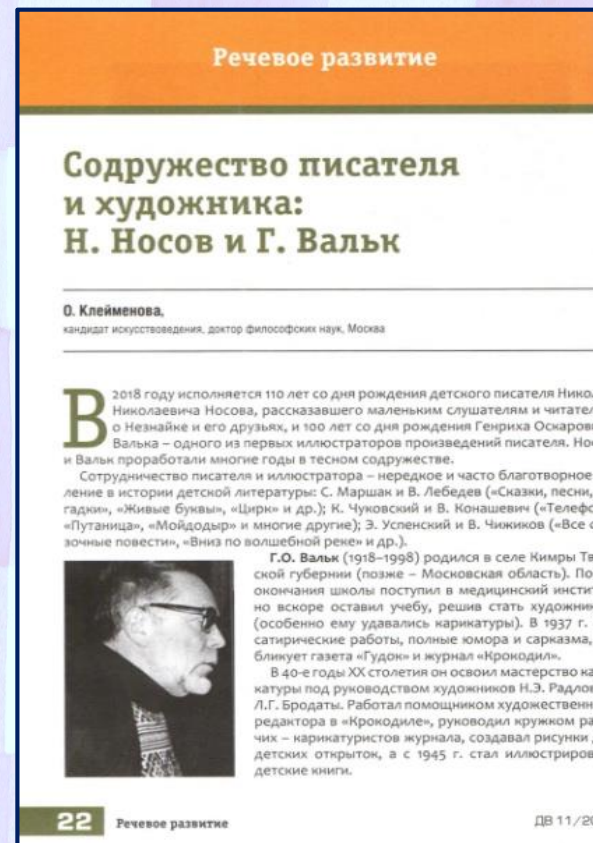 Речевое развитие
Содружество писателя
и художника:
Н. Носов и Г. Вальк
О. Клейменова,
кандидат искусствоведения, доктор философских наук, Москва
В 2018 году исполняется 110 лет со дня рождения детского писателя Никол
Николаевича Носова, рассказавшего маленьким слушателям и читател
о Незнайке и его друзьях, и 100 лет со дня рождения Генриха Оскаров
Валька – одного из первых иллюстраторов произведений писателя. Но
и Вальк проработали многие годы в тесном содружестве.
Сотрудничество писателя и иллюстратора – нередкое и часто благотворное
ление в истории детской литературы: С. Маршак и В. Лебедев («Сказки, песни,
гадки», «Живые буквы», «Цирк» и др.); К. Чуковский и В. Конашевич («Телефо
«Путаница», «Мойдодыр» и многие другие); Э. Успенский и В. Чижиков («Все с
зочные повести», «Вниз по волшебной реке» и др.).
Г.О. Вальк (1918–1998) родился в селе Кимры Тв
ской губернии (позже – Московская область). По
окончания школы поступил в медицинский инстит
но вскоре оставил учебу, решив стать художник
(особенно ему удавались карикатуры). В 1937 г.
сатирические работы, полные юмора и сарказма,
бликует газета «Гудок» и журнал «Крокодил».
В 40-е годы XX столетия он освоил мастерство ка
катуры под руководством художников Н.Э. Радлов
Л.Г. Бродаты. Работал помощником художественн
редактора в «Крокодиле», руководил кружком ра
чих – карикатуристов журнала, создавал рисунки
детских открыток, а с 1945 г. стал иллюстриров
детские книги.
22 Речевое развитие ДВ 11/20